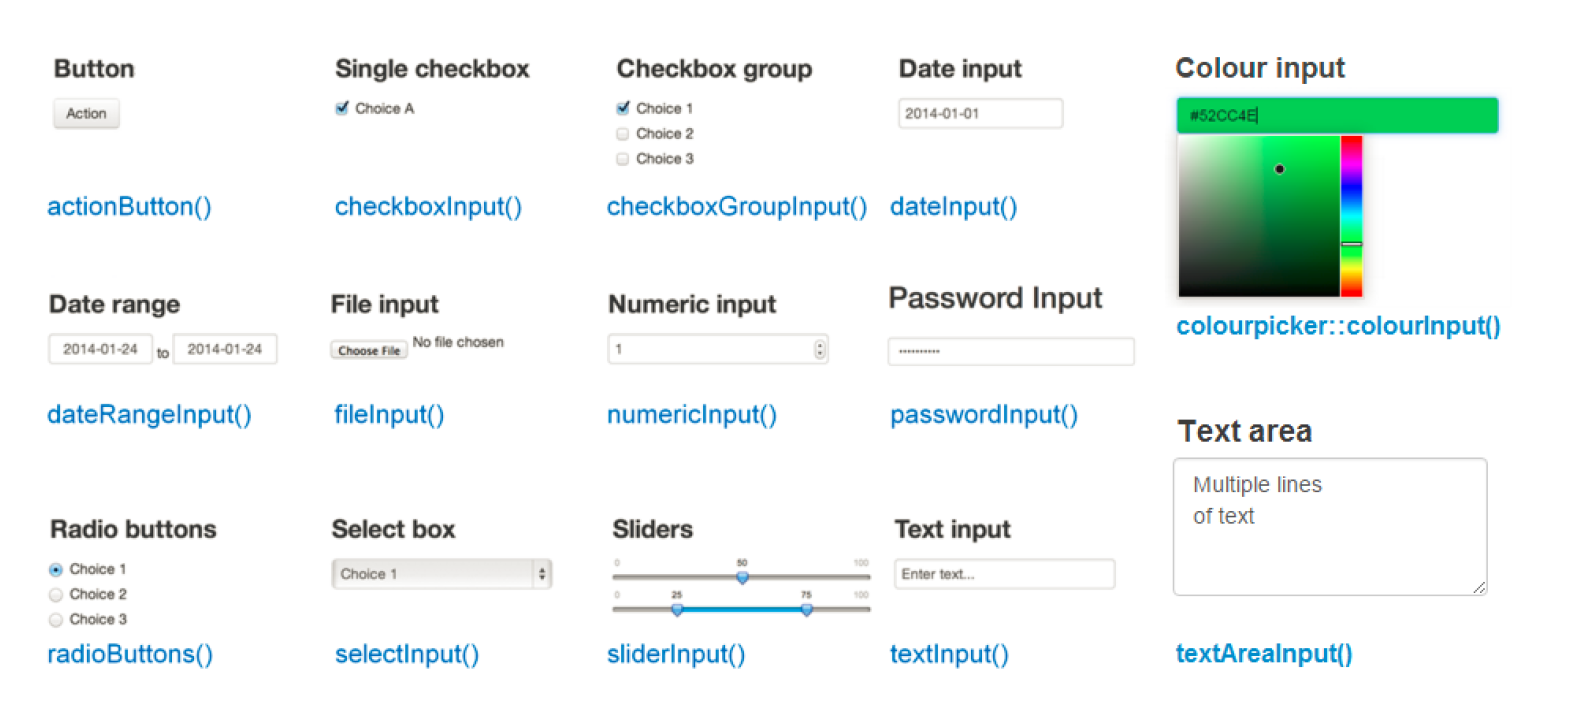 Button
Action
actionButton()
Single checkbox
Choice A
checkboxInput()
Checkbox group
Choice 1
Choice 2
Choice 3
checkboxGroupInput()
Date input
2014-01-01
dateInput()
Colour input
#52CC4E
colourpicker::colourInput()
Date range
2014-01-24 to 2014-01-24
dateRangeInput()
File input
Choose File No file chosen
fileInput()
Numeric input
1
numericInput()
Password Input
••••••••••
passwordInput()
Text area
Multiple lines
of text
textAreaInput()
Radio buttons
Choice 1
Choice 2
Choice 3
radioButtons()
Select box
Choice 1
selectInput()
Sliders
0 50 100
0 25 75 100
sliderInput()
Text input
Enter text...
textInput()